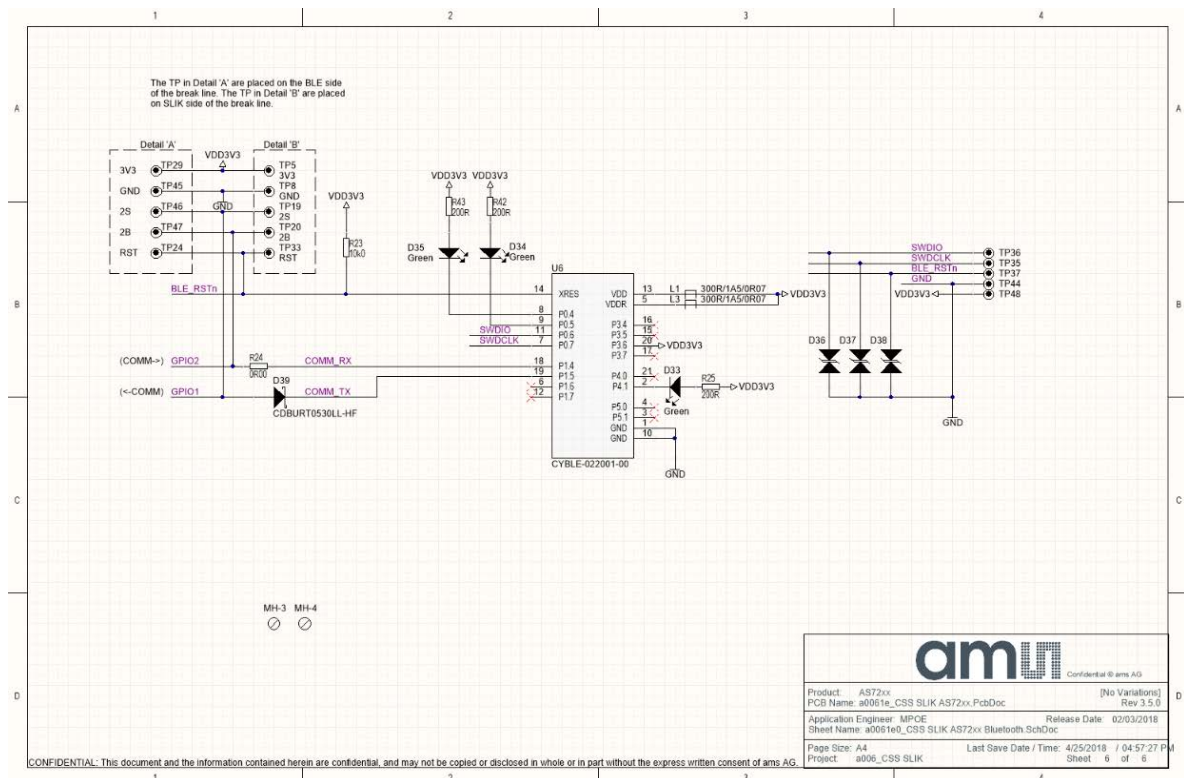 1 2 3 4
The TP in Detail 'A' are placed on the BLE side
of the break line. The TP in Detail 'B' are placed
on SLIK side of the break line.
A A
Detail 'A' Detail 'B'
VDD3V3
3V3 TP29 TP5
3V3
GND TP45 TP8
GND
2S TP46 GND TP19
2S
2B TP47 TP20
2B
RST TP24 TP33
RST
VDD3V3
R23
10k0
VDD3V3 VDD3V3
R43
200R
R42
200R
D35
Green
D34
Green
U6
BLE_RSTn 14 XRES
8 P0.4
9 P0.5
SWDIO 11 P0.6
SWDCLK 7 P0.7
(COMM->) GPIO2 R24 COMM_RX 18 P1.4
0R00
19 P1.5
6 P1.6
12 P1.7
(<-COMM) GPIO1 D39 COMM_TX
CDBURT0530LL-HF
VDD 13 L1 300R/1A5/0R07
VDDR 5 L3 300R/1A5/0R07
VDD3V3
P3.4 16
P3.5 15
P3.6 20 VDD3V3
P3.7 17
P4.0 21
P4.1 2
D33
Green
R25
200R
VDD3V3
P5.0 4
P5.1 3
GND 1
GND 10
GND
CYBLE-022001-00
SWDIO TP36
SWDCLK TP35
BLE_RSTn TP37
GND TP44
VDD3V3 TP48
D36 D37 D38
GND
B B
C C
MH-3 MH-4
D D
am
Confidential © ams AG
Product: AS72xx [No Variations]
PCB Name: a0061e_CSS SLIK AS72xx.PcbDoc Rev 3.5.0
Application Engineer: MPOE Release Date: 02/03/2018
Sheet Name: a0061e0_CSS SLIK AS72xx Bluetooth.SchDoc
Page Size: A4 Last Save Date / Time: 4/25/2018 / 04:57:27 PM
Project: a006_CSS SLIK Sheet 6 of 6
CONFIDENTIAL: This document and the information contained herein are confidential, and may not be copied or disclosed in whole or in part without the express written consent of ams AG.
1 2 3 4